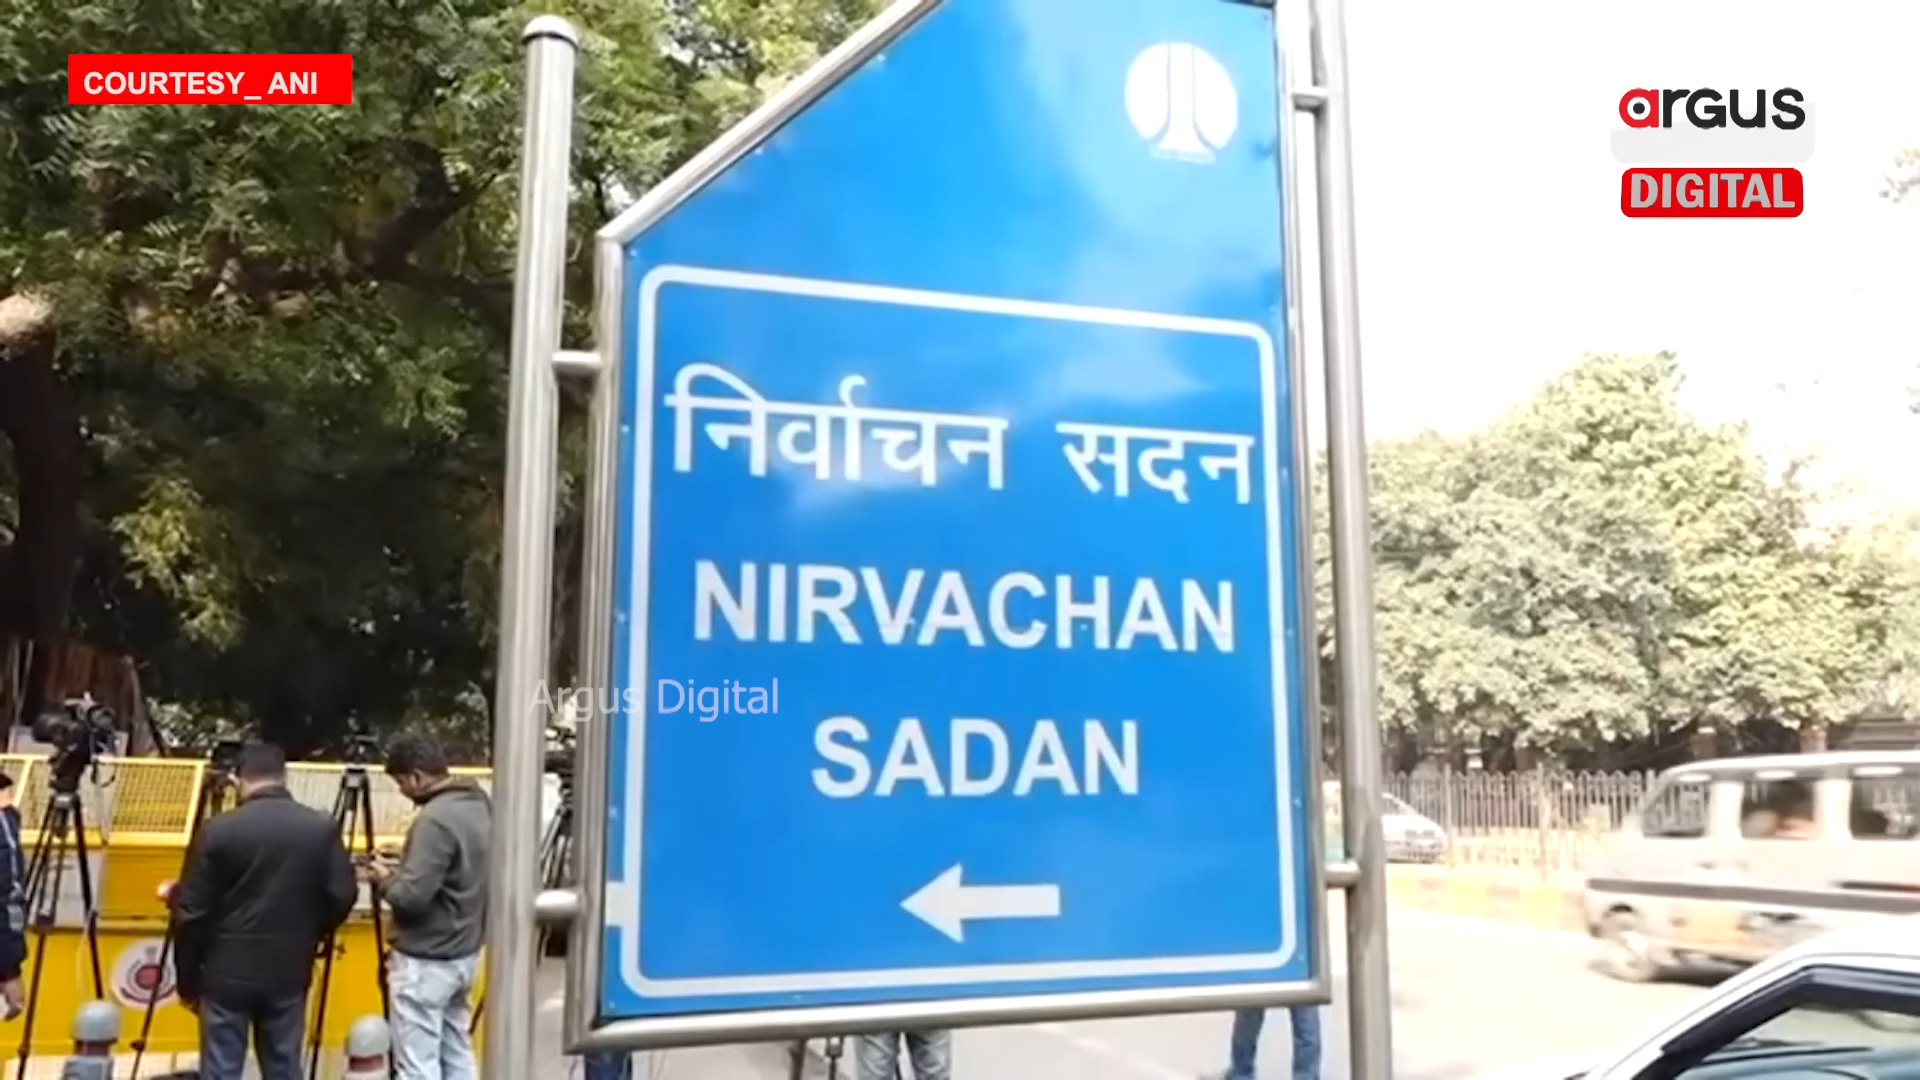 COURTESY_ ANI
argus
DIGITAL
निर्वाचन सदन
NIRVACHAN
Argus Digital
SADAN